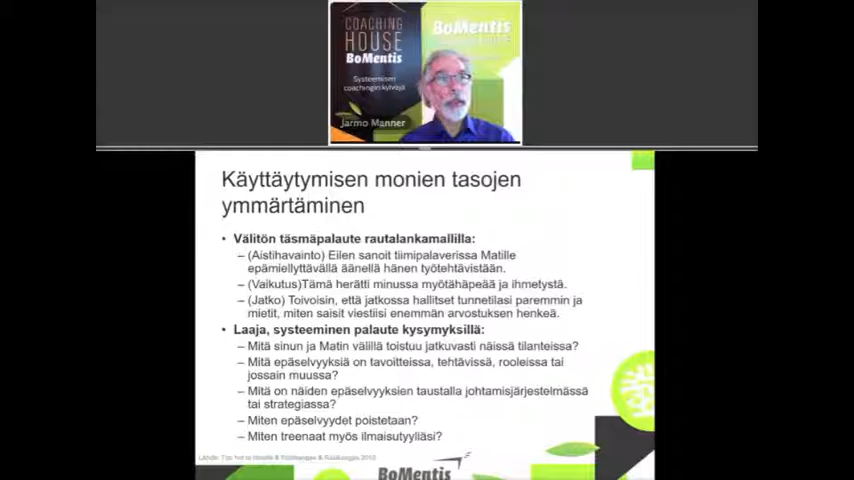 COACHING
HOUSE
BoMentis
Systeeminen
coachingin kylväjä
BoMentis
Jarmo Manner
Käyttäytymisen monien tasojen
ymmärtäminen
• Välitön täsmäpalaute rautalankamallilla:
– (Aistihavainto) Eilen sanoit tiimipalaverissa Matille
epämiellyttävällä äänellä hänen työtehtävistään.
– (Vaikutus)Tämä herätti minussa myötähäpeää ja ihmetystä.
– (Jatko) Toivoisin, että jatkossa hallitset tunnetilasi paremmin ja
mietit, miten saisit viestiisi enemmän arvostuksen henkeä.
• Laaja, systeeminen palaute kysymyksillä:
– Mitä sinun ja Matin välillä toistuu jatkuvasti näissä tilanteissa?
– Mitä epäselvyyksiä on tavoitteissa, tehtävissä, rooleissa tai
jossain muussa?
– Mitä on näiden epäselvyyksien taustalla johtamisjärjestelmässä
tai strategiassa?
– Miten epäselvyydet poistetaan?
– Miten treenaat myös ilmaisutyyliäsi?
BoMentis